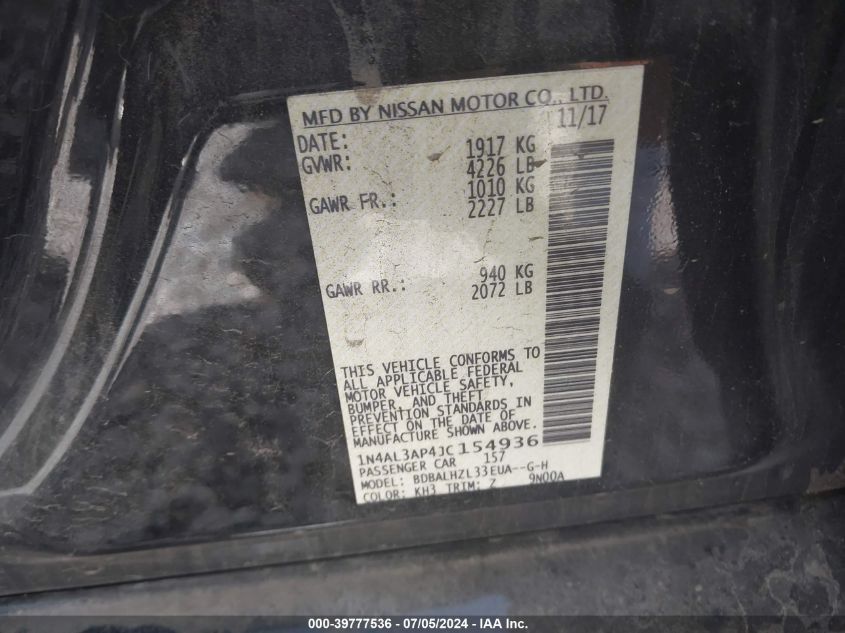 MFD BY NISSAN MOTOR CO., LTD.
DATE: 11/17
GVWR: 1917 KG
4226 LB
GAWR FR.: 1010 KG
2227 LB
GAWR RR.: 940 KG
2072 LB
THIS VEHICLE CONFORMS TO
ALL APPLICABLE FEDERAL
MOTOR VEHICLE SAFETY,
BUMPER, AND THEFT
PREVENTION STANDARDS IN
EFFECT ON THE DATE OF
MANUFACTURE SHOWN ABOVE.
1N4AL3AP4JC154936
PASSENGER CAR 157
MODEL: BDBALHZL33EUA--G-H
COLOR: KH3 TRIM: Z 9N00A
000-39777536 - 07/05/2024 - IAA Inc.